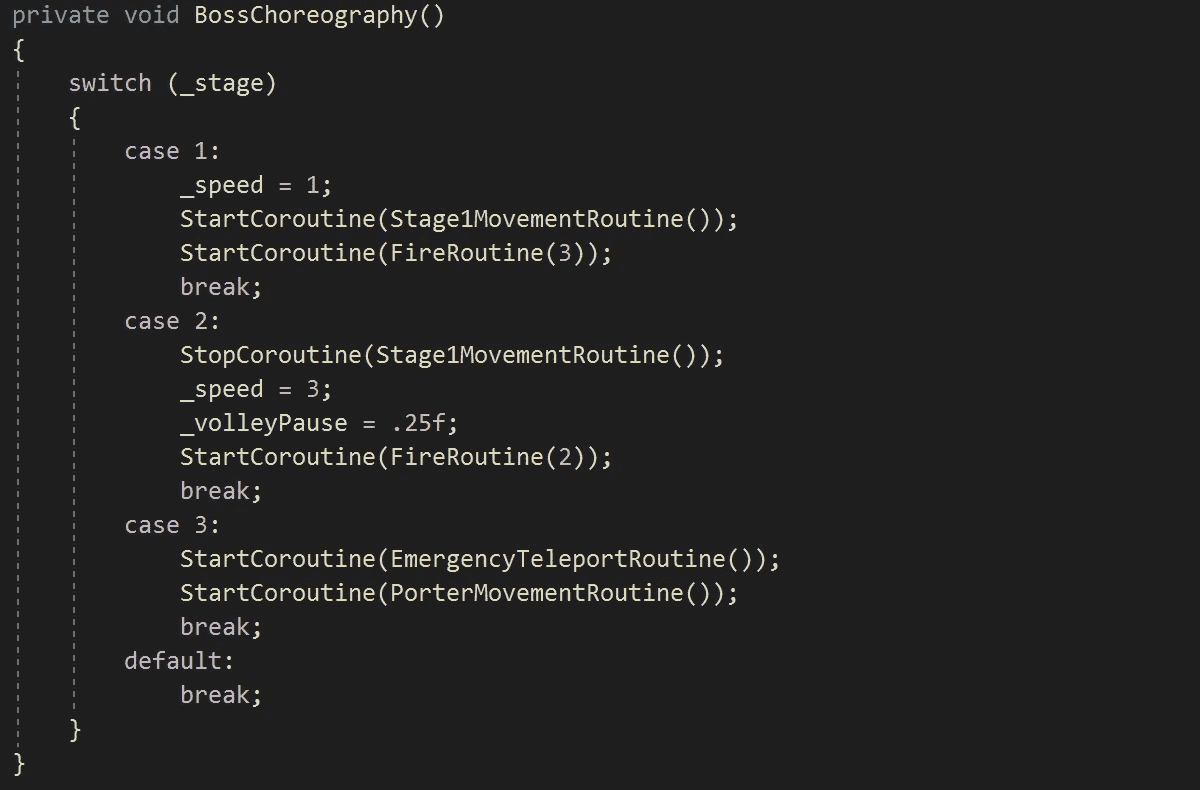 private void BossChoreography()
{
    switch (_stage)
    {
        case 1:
            _speed = 1;
            StartCoroutine(Stage1MovementRoutine());
            StartCoroutine(FireRoutine(3));
            break;
        case 2:
            StopCoroutine(Stage1MovementRoutine());
            _speed = 3;
            _volleyPause = .25f;
            StartCoroutine(FireRoutine(2));
            break;
        case 3:
            StartCoroutine(EmergencyTeleportRoutine());
            StartCoroutine(PorterMovementRoutine());
            break;
        default:
            break;
    }
}